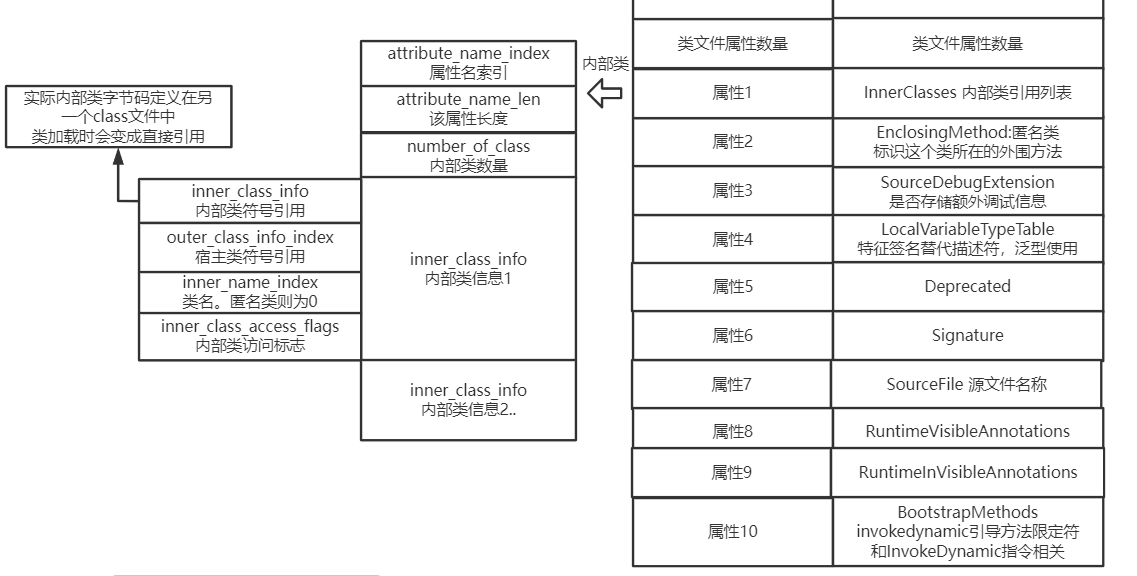 实际内部类字节码定义在另
一个class文件中
类加载时会变成直接引用
inner_class_info
内部类符号引用
outer_class_info_index
宿主类符号引用
inner_name_index
类名。匿名类则为0
inner_class_access_flags
内部类访问标志
attribute_name_index
属性名索引
attribute_name_len
该属性长度
number_of_class
内部类数量
inner_class_info
内部类信息1
inner_class_info
内部类信息2..
内部类
类文件属性数量
类文件属性数量
属性1
InnerClasses 内部类引用列表
属性2
EnclosingMethod:匿名类
标识这个类所在的外围方法
属性3
SourceDebugExtension
是否存储额外调试信息
属性4
LocalVariableTypeTable
特征签名替代描述符，泛型使用
属性5
Deprecated
属性6
Signature
属性7
SourceFile 源文件名称
属性8
RuntimeVisibleAnnotations
属性9
RuntimeInVisibleAnnotations
属性10
BootstrapMethods
invokedynamic引导方法限定符
和InvokeDynamic指令相关